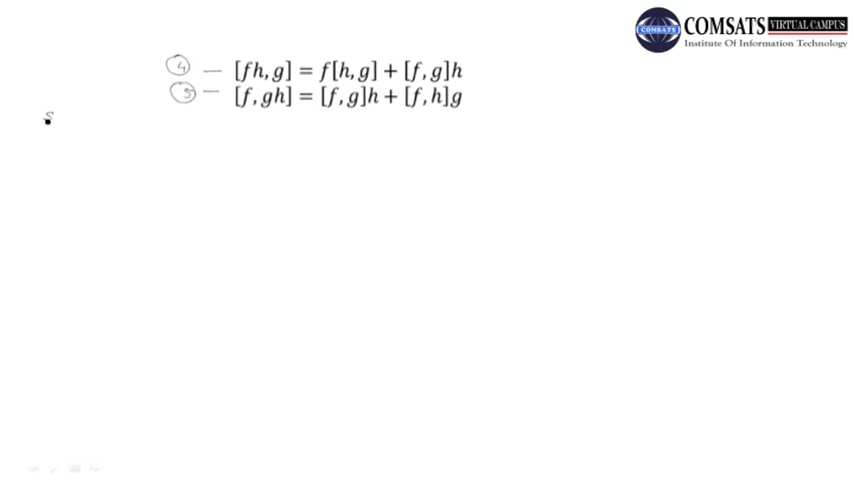 COMSATS VIRTUAL CAMPUS
COMSATS
Institute Of Information Technology
4 — [fh, g] = f[h, g] + [f, g]h
5 — [f, gh] = [f, g]h + [f, h]g
s